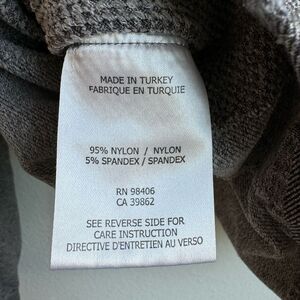 MADE IN TURKEY
FABRIQUE EN TURQUIE
95% NYLON / NYLON
5% SPANDEX / SPANDEX
RN 98406
CA 39862
SEE REVERSE SIDE FOR
CARE INSTRUCTION
DIRECTIVE D'ENTRETIEN AU VERSO